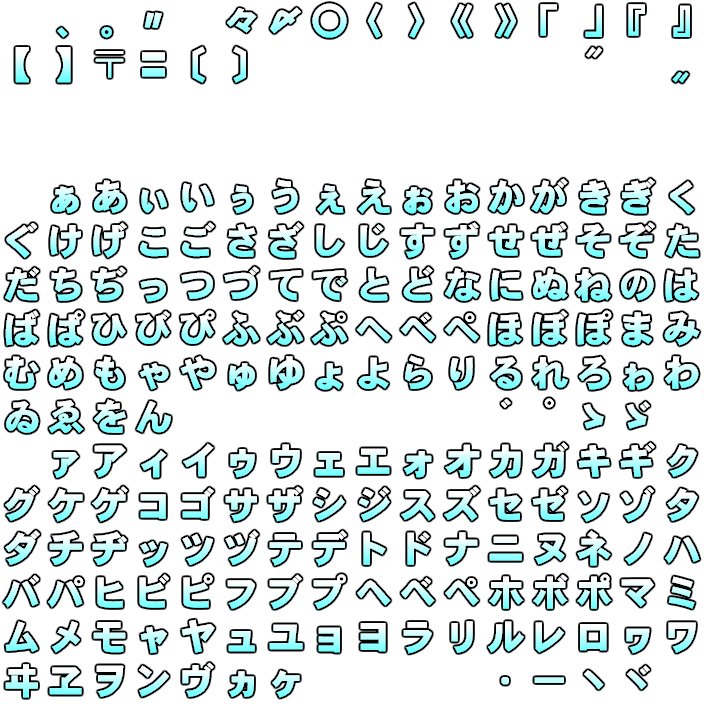 、 。 〃 々 〆 〇 〈 〉 《 》 「 」 『 』
【 】 〒 〓 〔 〕 〞 〟
ぁ あ ぃ い ぅ う ぇ え ぉ お か が き ぎ く
ぐ け げ こ ご さ ざ し じ す ず せ ぜ そ ぞ た
だ ち ぢ っ つ づ て で と ど な に ぬ ね の は
ば ぱ ひ び ぴ ふ ぶ ぷ へ べ ぺ ほ ぼ ぽ ま み
む め も ゃ や ゅ ゆ ょ よ ら り る れ ろ ゎ わ
ゐ ゑ を ん ゛ ゜ ゝ ゞ
ァ ア ィ イ ゥ ウ ェ エ ォ オ カ ガ キ ギ ク
グ ケ ゲ コ ゴ サ ザ シ ジ ス ズ セ ゼ ソ ゾ タ
ダ チ ヂ ッ ツ ヅ テ デ ト ド ナ ニ ヌ ネ ノ ハ
バ パ ヒ ビ ピ フ ブ プ ヘ ベ ペ ホ ボ ポ マ ミ
ム メ モ ャ ヤ ュ ユ ョ ヨ ラ リ ル レ ロ ヮ ワ
ヰ ヱ ヲ ン ヴ ヵ ヶ ・ ー ヽ ヾ